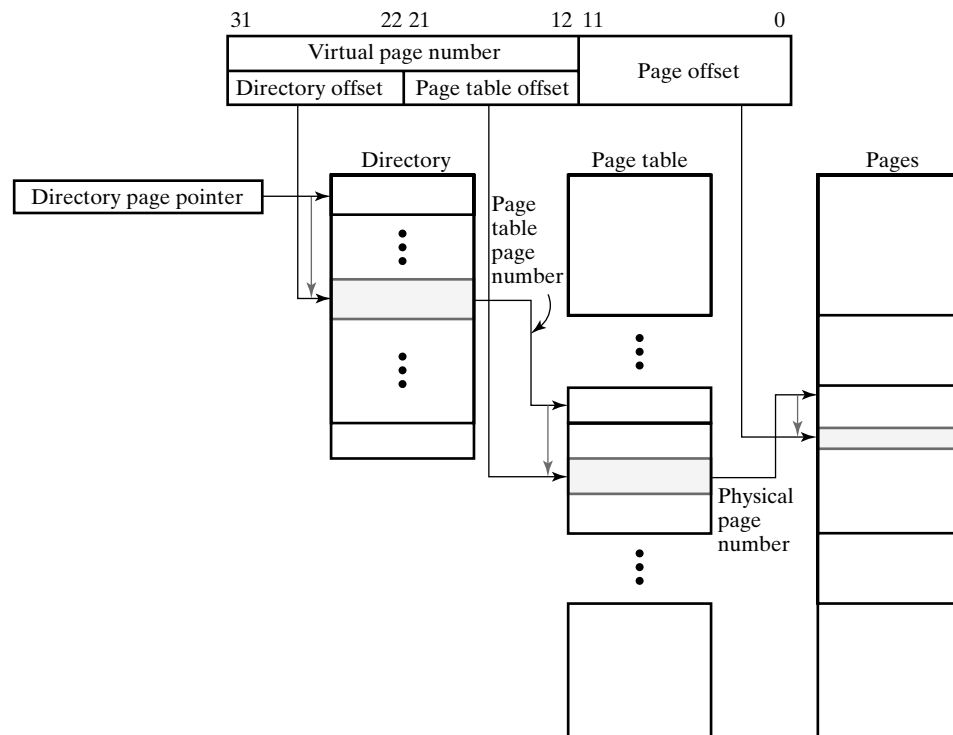 31 22 21 12 11 0
Virtual page number
Page offset
Directory offset Page table offset
Directory Page table Pages
Directory page pointer
Page
table
page
number
Physical
page
number